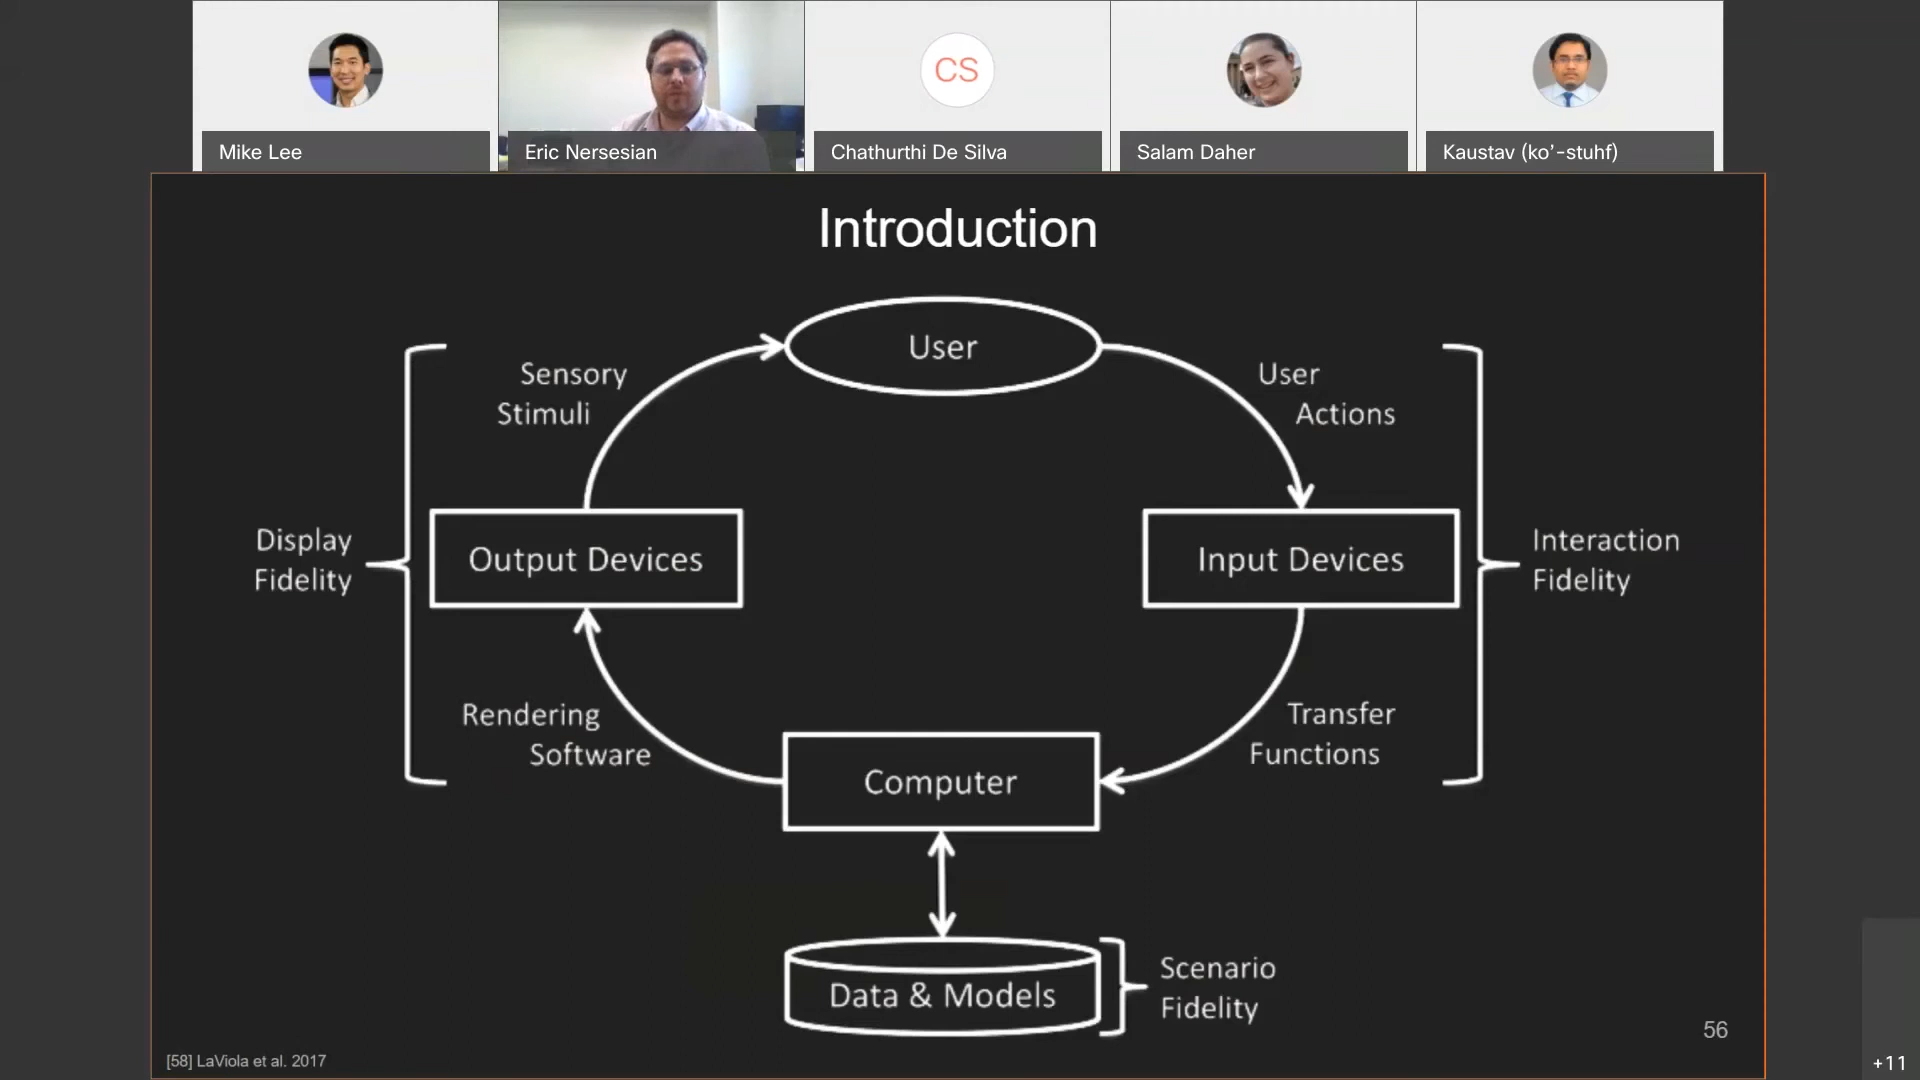 Mike Lee
Eric Nersesian
CS
Chathurthi De Silva
Salam Daher
Kaustav (ko’-stuhf)
Introduction
User
Sensory
Stimuli
User
Actions
Display
Fidelity
Output Devices
Input Devices
Interaction
Fidelity
Rendering
Software
Transfer
Functions
Computer
Data & Models
Scenario
Fidelity
56
[58] LaViola et al. 2017
+11